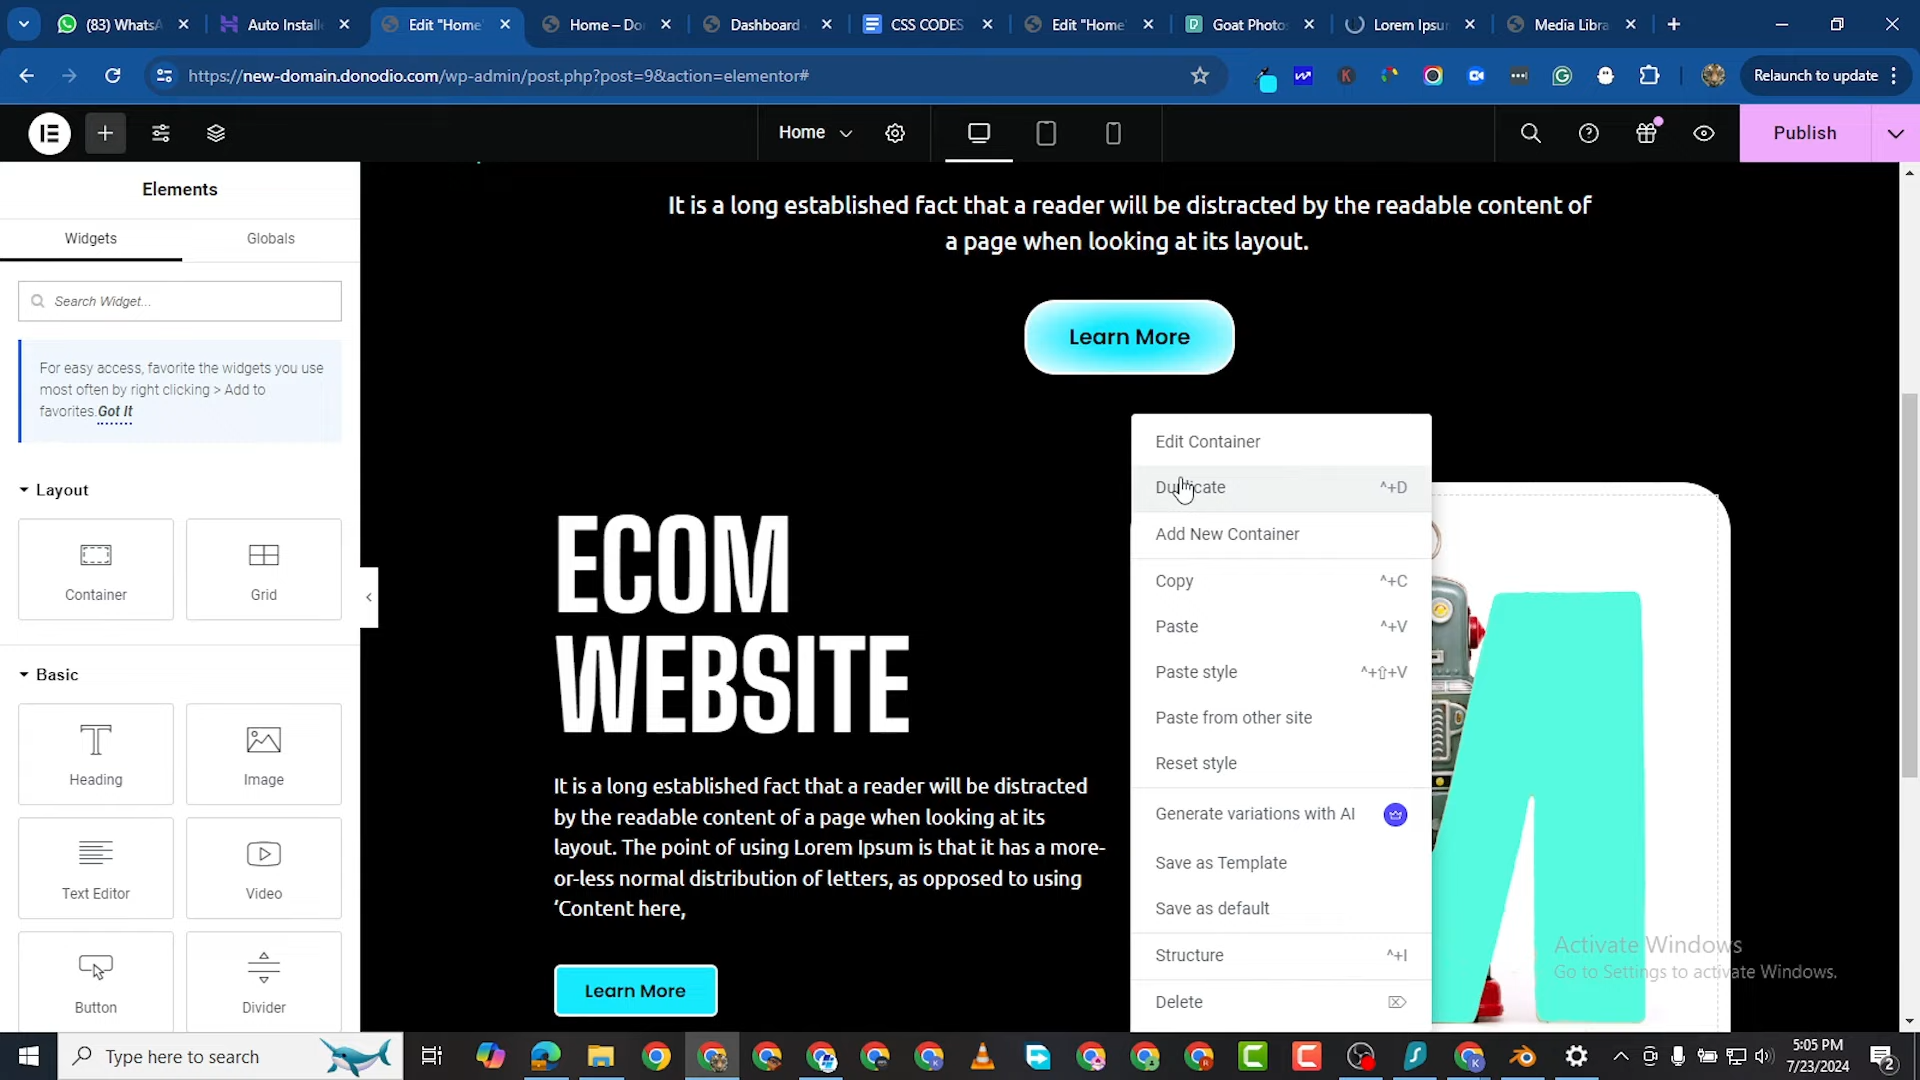 (83) WhatsA
Auto Installe
Edit "Home"
Home – Do
Dashboard
CSS CODES
Edit "Home"
Goat Photos
Lorem Ipsu
Media Libra
https://new-domain.donodio.com/wp-admin/post.php?post=9&action=elementor#
Relaunch to update
Home
Publish
Elements
Widgets
Globals
Search Widget...
For easy access, favorite the widgets you use
most often by right clicking > Add to
favorites. Got It
Layout
Container
Grid
Basic
Heading
Image
Text Editor
Video
Button
Divider
It is a long established fact that a reader will be distracted by the readable content of
a page when looking at its layout.
Learn More
ECOM
WEBSITE
It is a long established fact that a reader will be distracted
by the readable content of a page when looking at its
layout. The point of using Lorem Ipsum is that it has a more-
or-less normal distribution of letters, as opposed to using
‘Content here,
Learn More
Edit Container
Duplicate ^+D
Add New Container
Copy ^+C
Paste ^+V
Paste style ^+⇧+V
Paste from other site
Reset style
Generate variations with AI
Save as Template
Save as default
Structure ^+I
Delete ⌦
Activate Windows
Go to Settings to activate Windows.
Type here to search
5:05 PM
7/23/2024
2